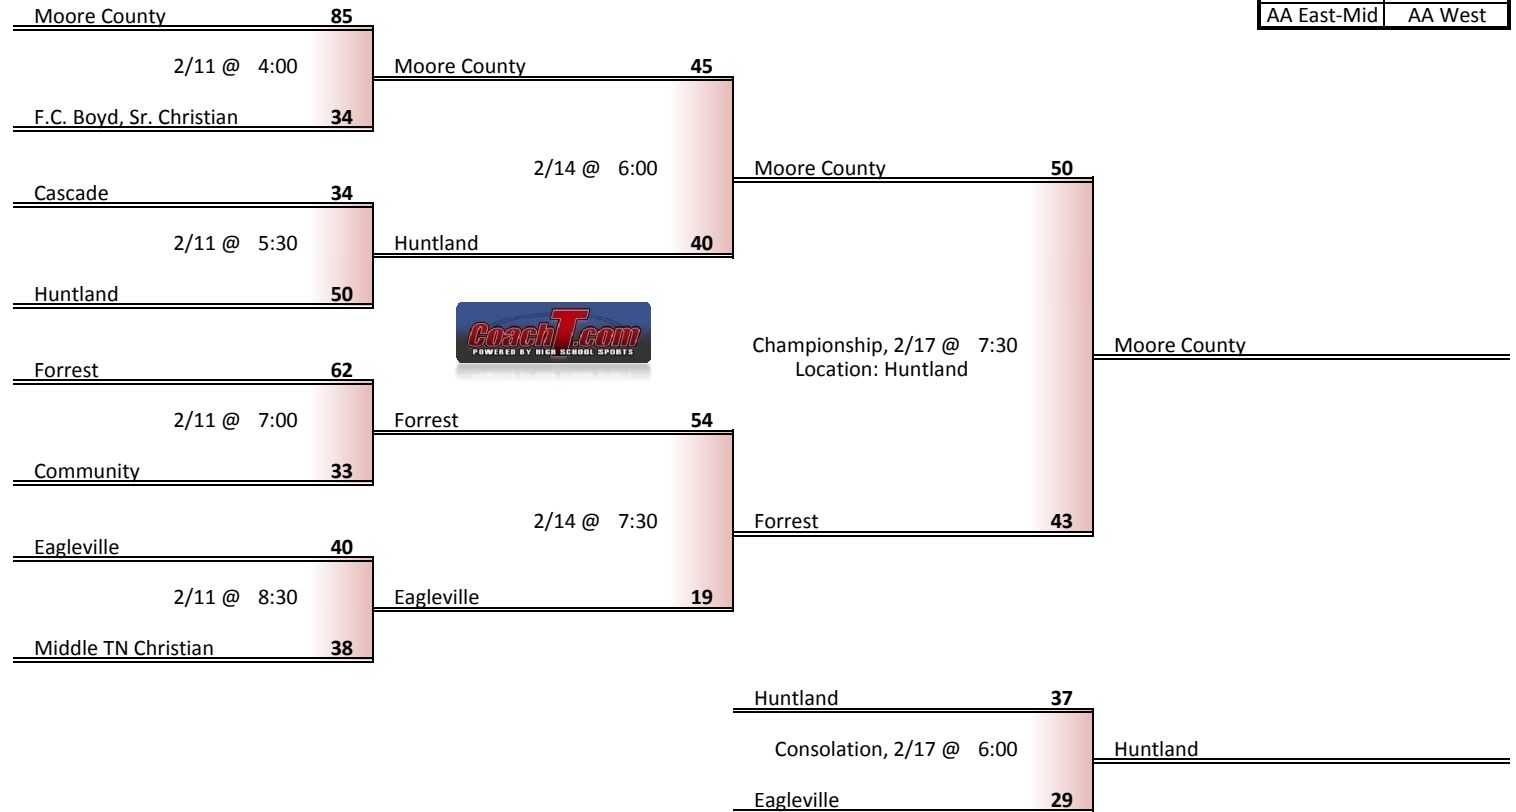 AA East-Mid AA West
Moore County 85
2/11 @ 4:00
F.C. Boyd, Sr. Christian 34
Cascade 34
2/11 @ 5:30
Huntland 50
Forrest 62
2/11 @ 7:00
Community 33
Eagleville 40
2/11 @ 8:30
Middle TN Christian 38
Moore County 45
2/14 @ 6:00
Huntland 40
CoachT.com
POWERED BY HIGH SCHOOL SPORTS
Forrest 54
2/14 @ 7:30
Eagleville 19
Moore County 50
Championship, 2/17 @ 7:30
Location: Huntland
Forrest 43
Moore County
Huntland 37
Consolation, 2/17 @ 6:00
Eagleville 29
Huntland